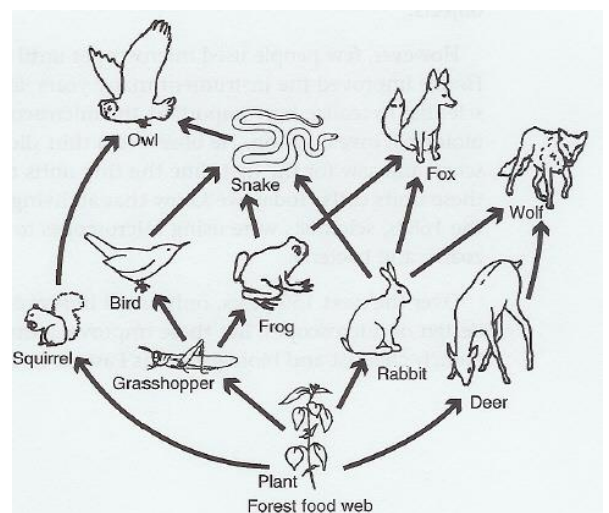 Owl
Snake
Fox
Wolf
Bird
Frog
Squirrel
Grasshopper
Rabbit
Deer
Plant
Forest food web